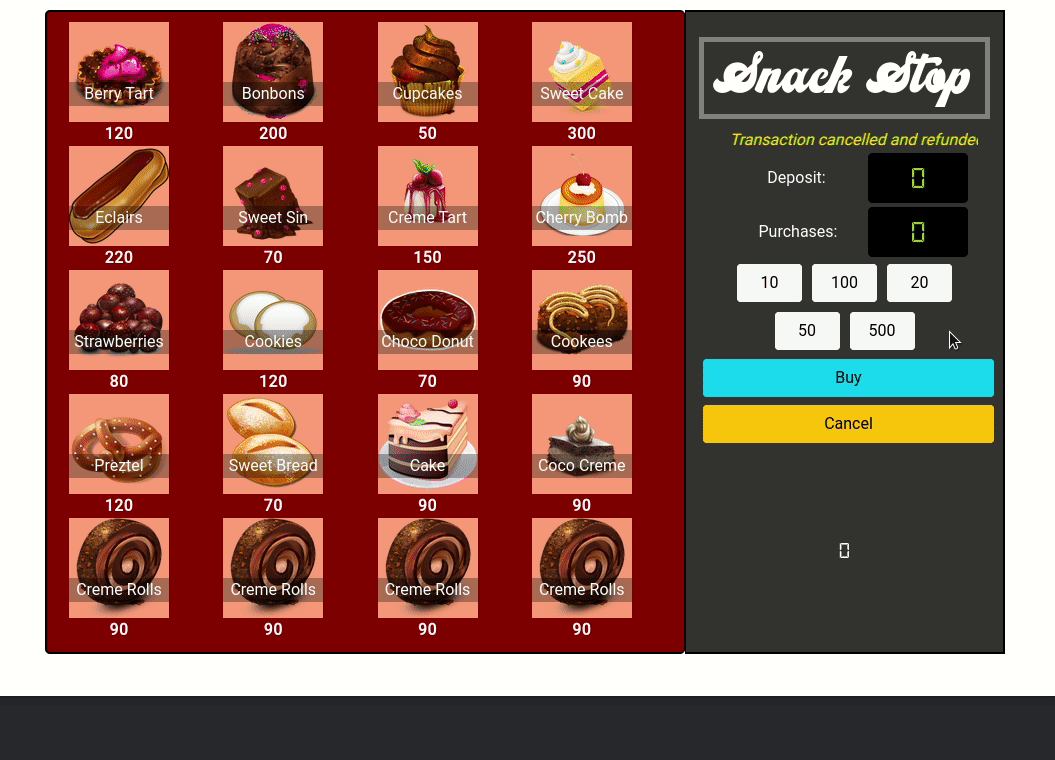 Berry Tart Bonbons Cupcakes Sweet Cake
120 200 50 300
Eclairs Sweet Sin Creme Tart Cherry Bomb
220 70 150 250
Strawberries Cookies Choco Donut Cookees
80 120 70 90
Preztel Sweet Bread Cake Coco Creme
120 70 90 90
Creme Rolls Creme Rolls Creme Rolls Creme Rolls
90 90 90 90
Snack Stop
Transaction cancelled and refunded
Deposit: 0
Purchases: 0
10 100 20
50 500
Buy
Cancel
0